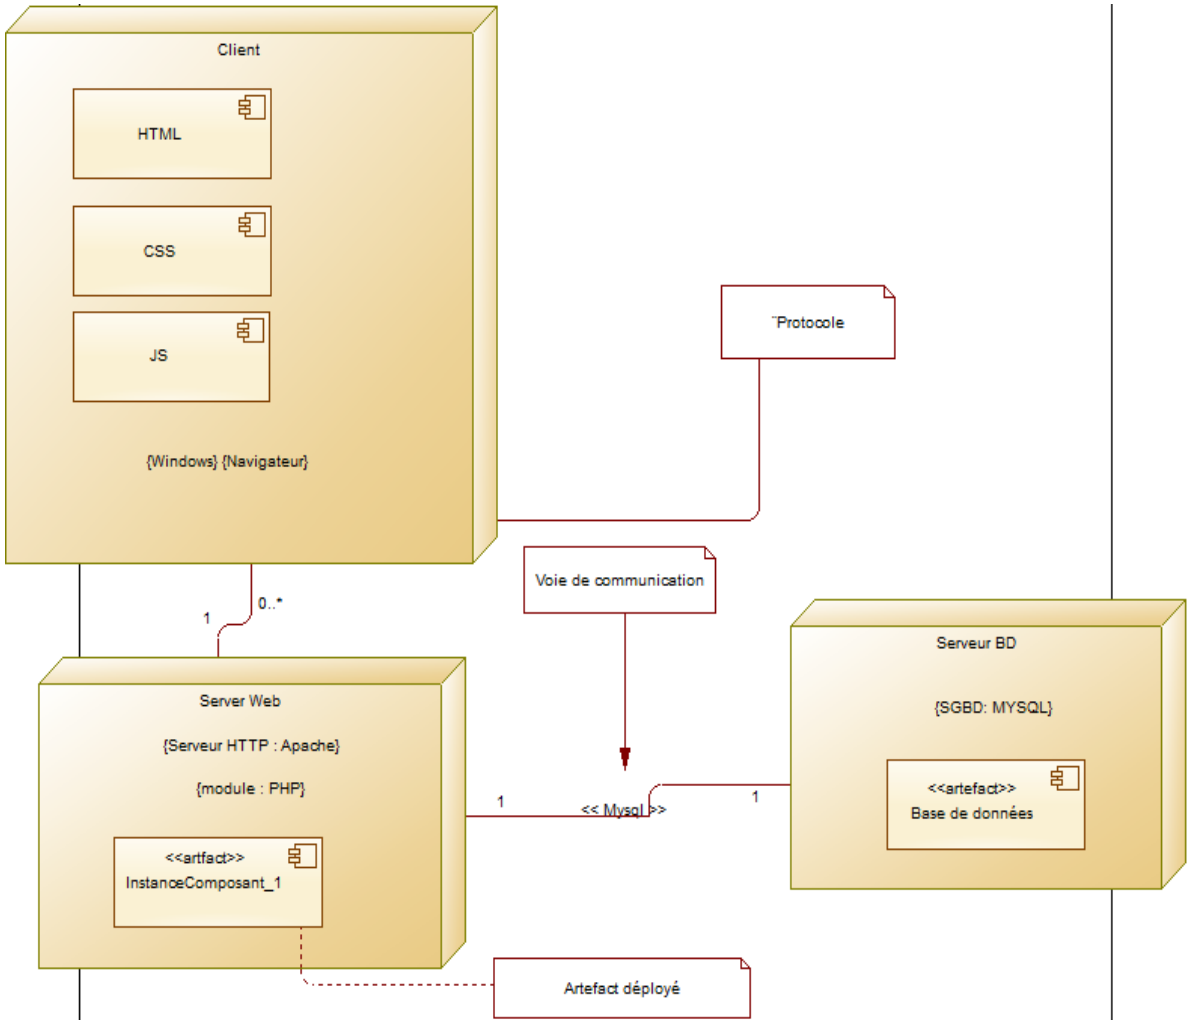 Client
HTML
CSS
JS
{Windows} {Navigateur}
¨Protocole
Voie de communication
0..*
1
Server Web
{Serveur HTTP : Apache}
{module : PHP}
<<artfact>>
InstanceComposant_1
1
<< Mysql >>
1
Serveur BD
{SGBD: MYSQL}
<<artefact>>
Base de données
Artefact déployé